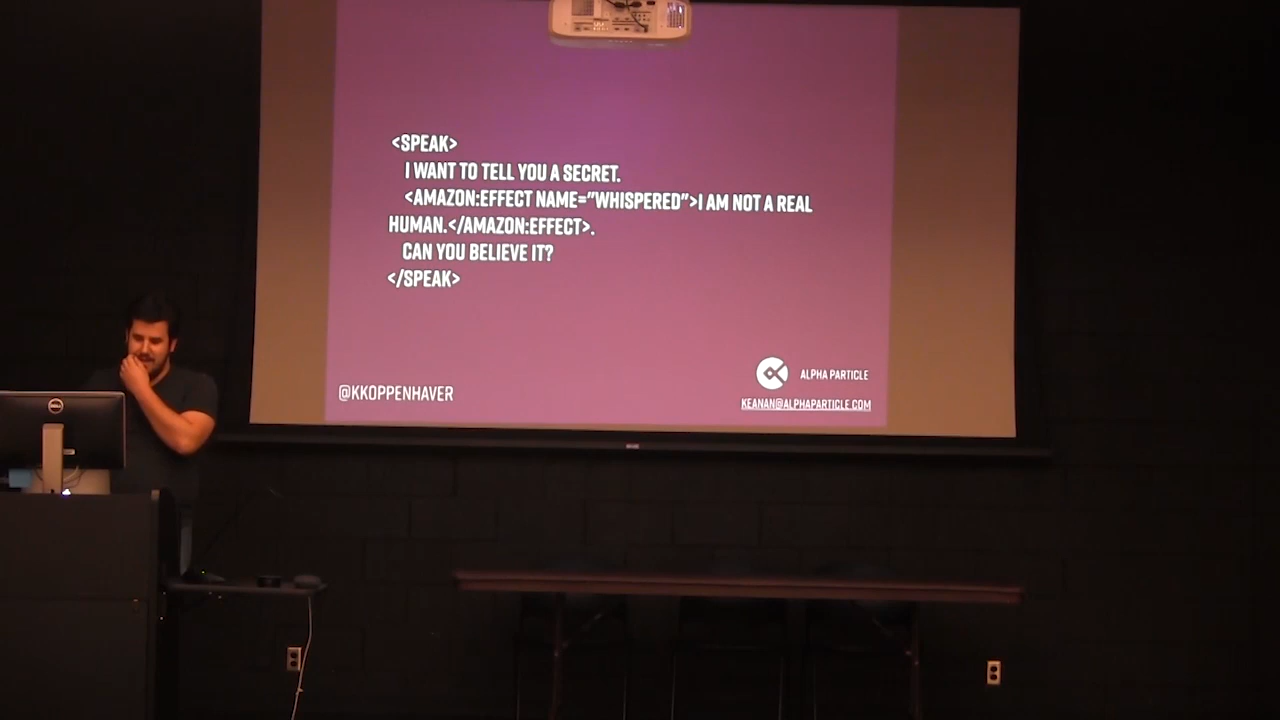 <SPEAK>
I WANT TO TELL YOU A SECRET.
<AMAZON:EFFECT NAME="WHISPERED">I AM NOT A REAL
HUMAN.</AMAZON:EFFECT>.
CAN YOU BELIEVE IT?
</SPEAK>
@KKOPPENHAVER
ALPHA PARTICLE
KEANAN@ALPHAPARTICLE.COM
DELL